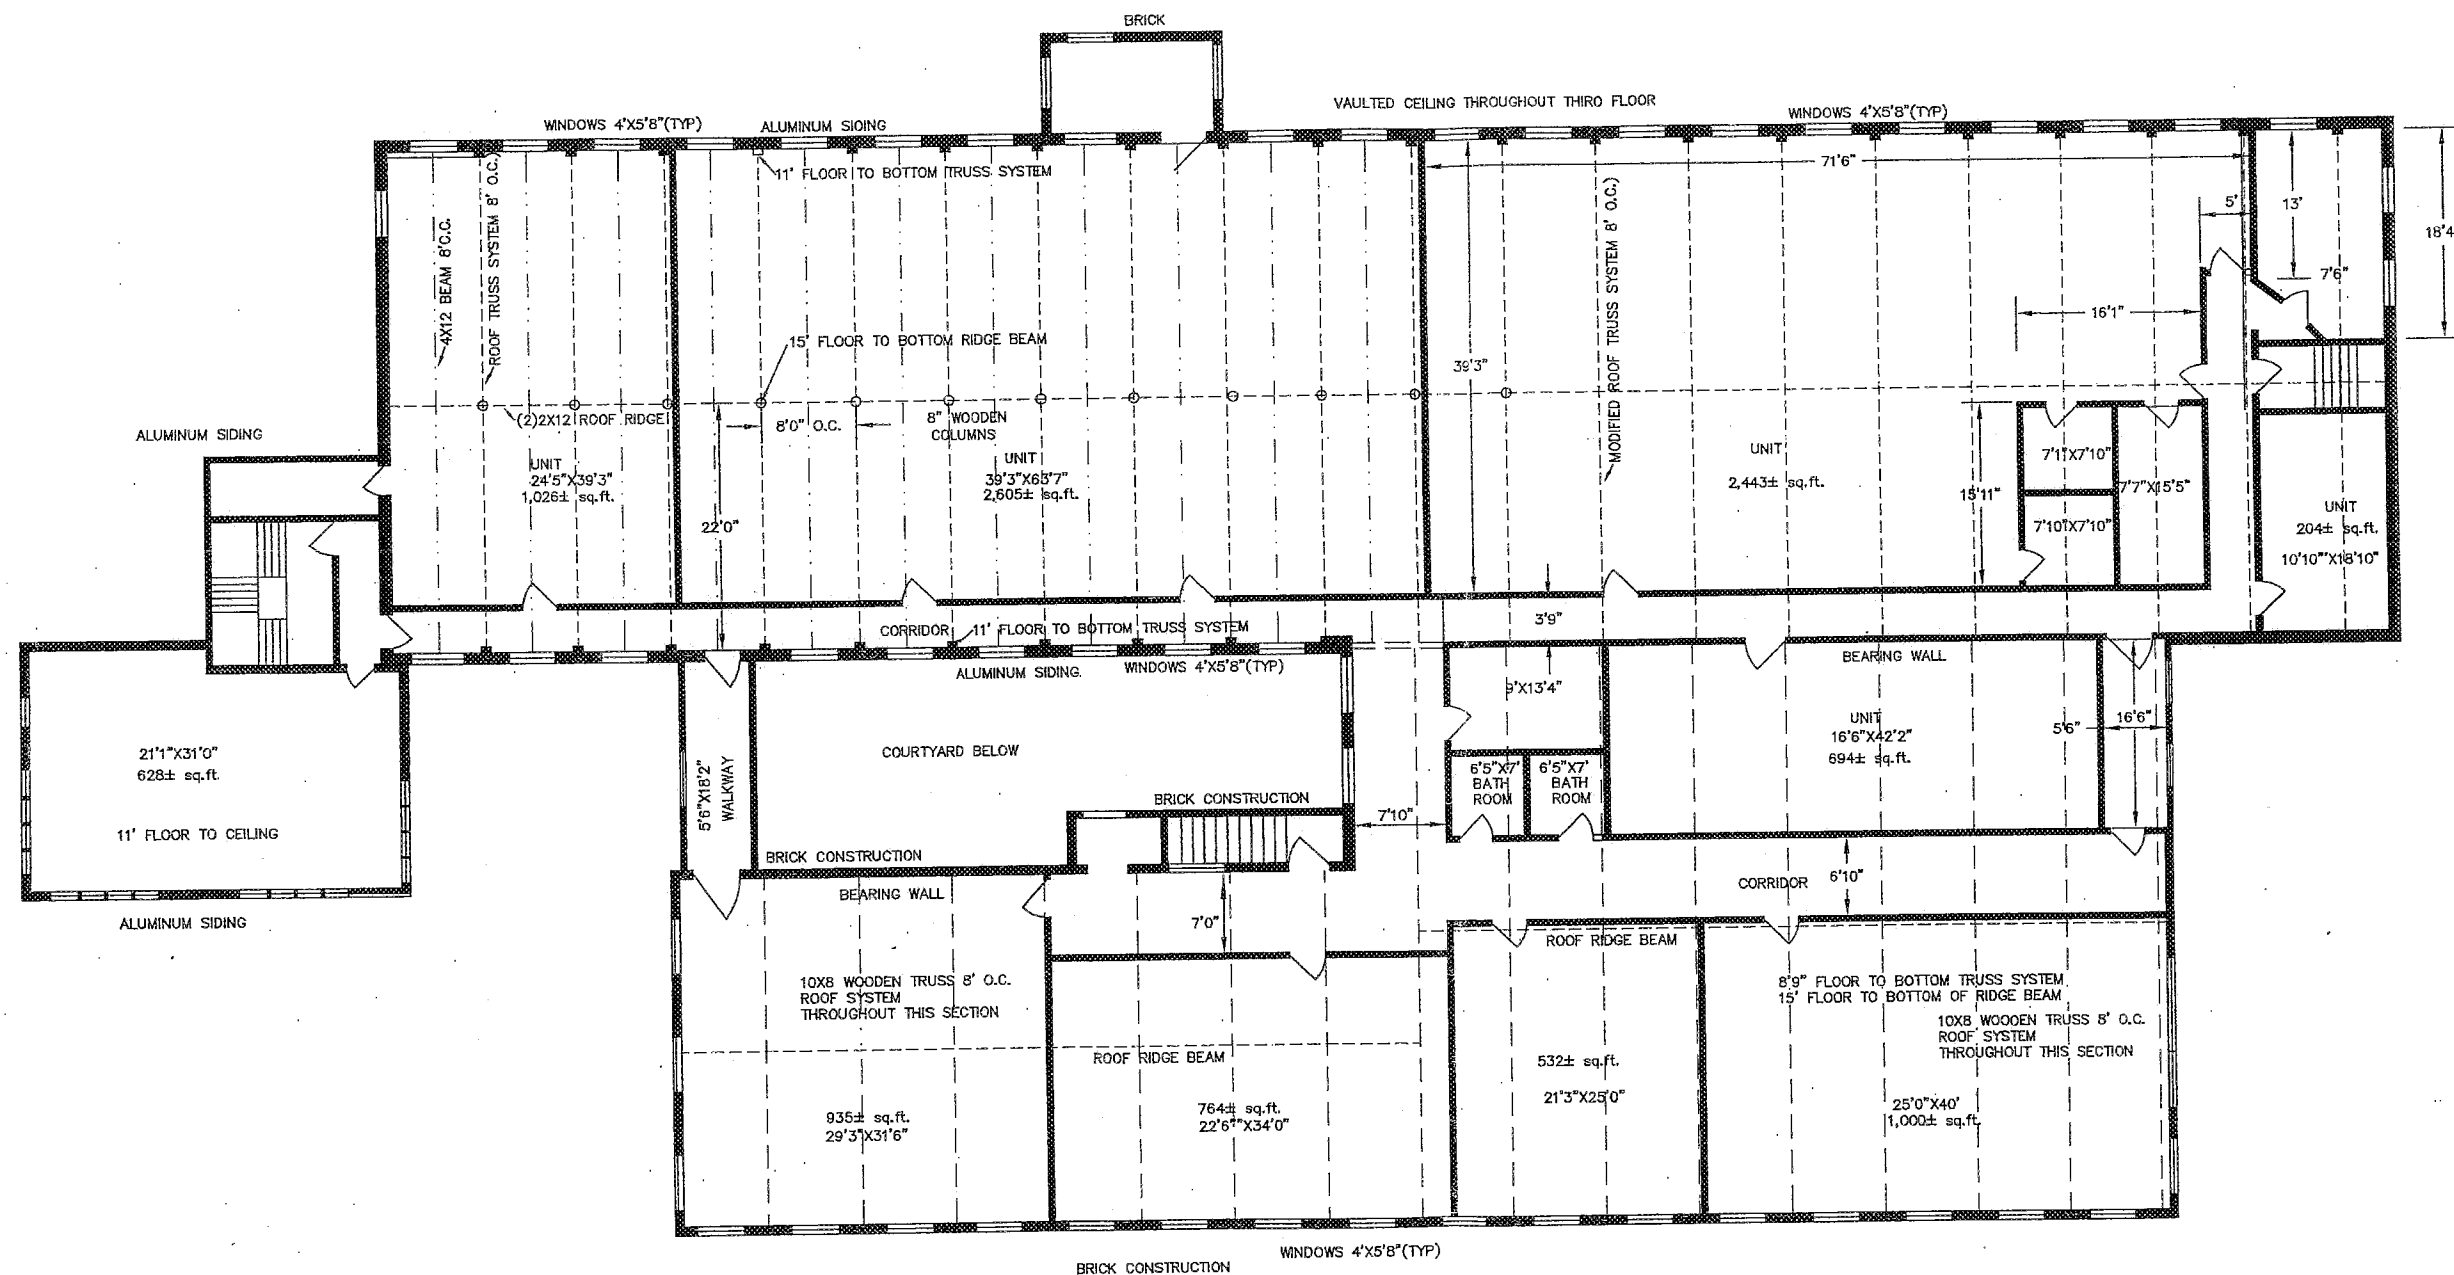 BRICK
VAULTED CEILING THROUGHOUT THIRO FLOOR
WINDOWS 4'X5'8"(TYP)
WINDOWS 4'X5'8"(TYP)
ALUMINUM SIOING
71'6"
11' FLOOR TO BOTTOM TRUSS SYSTEM
5'
13'
18'4
7'6"
4X12 BEAM 8'C.C.
ROOF TRUSS SYSTEM 8' O.C.
MODIFIED ROOF TRUSS SYSTEM 8' O.C.)
16'1"
15' FLOOR TO BOTTOM RIDGE BEAM
39'3"
(2)2X12 ROOF RIDGE
8'0" O.C.
8" WOODEN
COLUMNS
ALUMINUM SIDING
UNIT
24'5"X39'3"
1,026± sq.ft.
UNIT
39'3"X63'7"
2,605± sq.ft.
UNIT
2,443± sq.ft.
7'1"X7'10"
7'7"X15'5"
15'11"
7'10"X7'10"
UNIT
204± sq.ft.
10'10"X18'10"
22'0"
3'9"
CORRIDOR
11' FLOOR TO BOTTOM TRUSS SYSTEM
ALUMINUM SIDING.
WINDOWS 4'X5'8"(TYP)
BEARING WALL
9'X13'4"
UNIT
16'6"X42'2"
694± sq.ft.
5'6"
16'6"
21'1"X31'0"
628± sq.ft.
11' FLOOR TO CEILING
5'6"X18'2"
WALKWAY
COURTYARD BELOW
6'5"X7'
BATH
ROOM
6'5"X7'
BATH
ROOM
BRICK CONSTRUCTION
7'10"
BRICK CONSTRUCTION
BEARING WALL
CORRIDOR
6'10"
7'0"
ALUMINUM SIDING
ROOF RIDGE BEAM
10X8 WOODEN TRUSS 8' O.C.
ROOF SYSTEM
THROUGHOUT THIS SECTION
8'9" FLOOR TO BOTTOM TRUSS SYSTEM
15' FLOOR TO BOTTOM OF RIDGE BEAM
10X8 WOODEN TRUSS 8' O.C.
ROOF SYSTEM
THROUGHOUT THIS SECTION
ROOF RIDGE BEAM
532± sq.ft.
21'3"X25'0"
935± sq.ft.
29'3"X31'6"
764± sq.ft.
22'6"X34'0"
25'0"X40'
1,000± sq.ft.
WINDOWS 4'X5'8"(TYP)
BRICK CONSTRUCTION